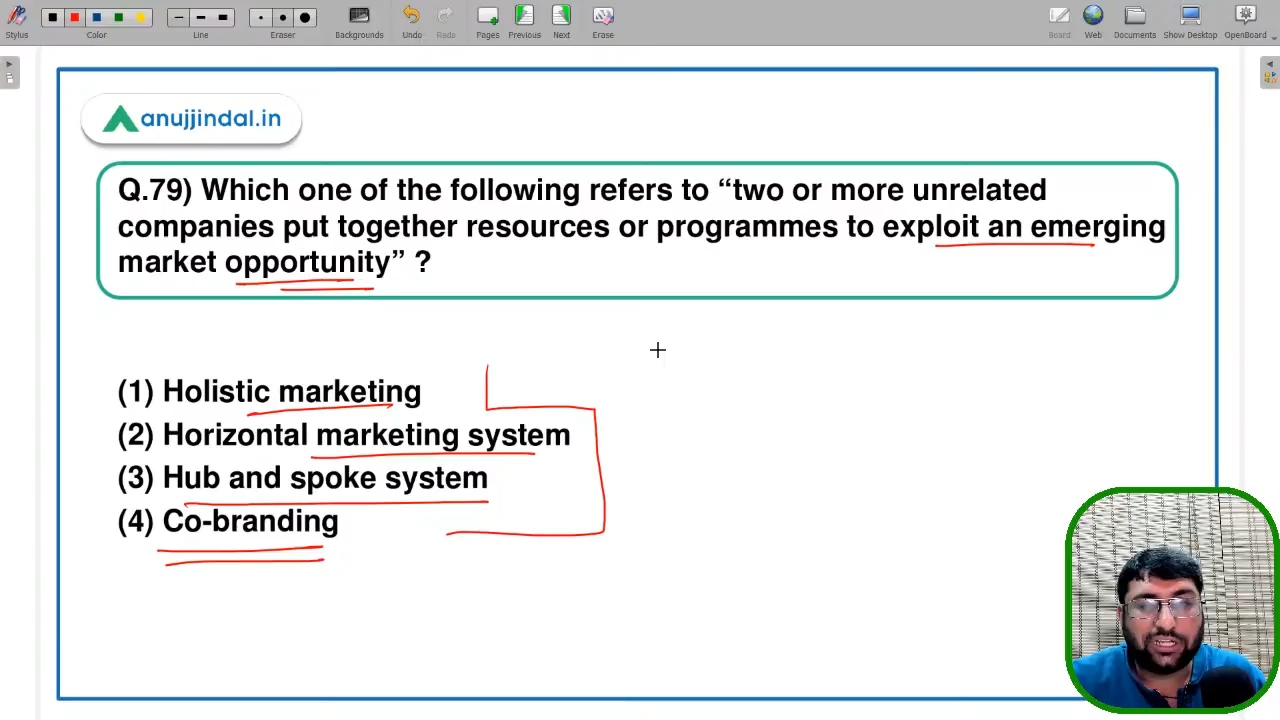 Stylus
Color
Line
Eraser
Backgrounds
Undo
Redo
Pages
Previous
Next
Erase
Board
Web
Documents
Show Desktop
OpenBoard
anujjindal.in
Q.79) Which one of the following refers to “two or more unrelated
companies put together resources or programmes to exploit an emerging
market opportunity” ?
(1) Holistic marketing
(2) Horizontal marketing system
(3) Hub and spoke system
(4) Co-branding